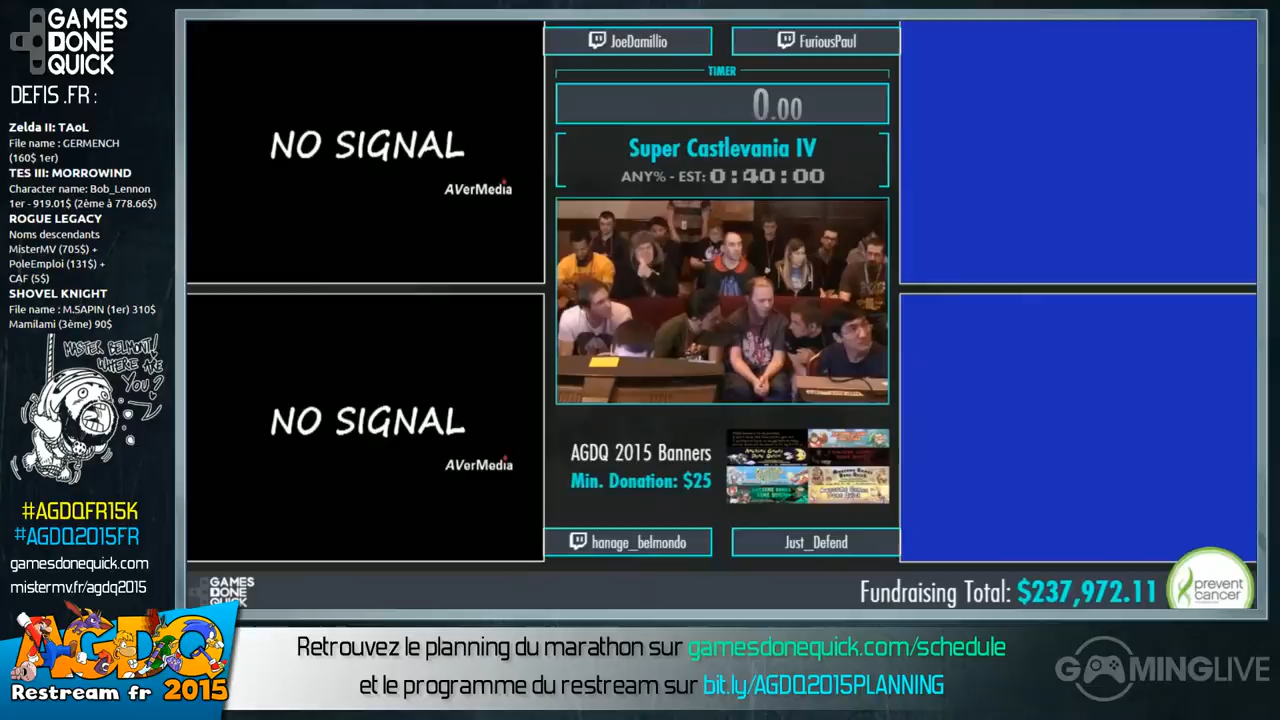 GAMES
DONE
QUICK
DEFIS .FR :
Zelda II: TAoL
File name : GERMENCH
(160$ 1er)
TES III: MORROWIND
Character name: Bob_Lennon
1er - 919.01$ (2ème à 778.66$)
ROGUE LEGACY
Noms descendants
MisterMV (705$) +
PoleEmploi (131$) +
CAF (5$)
SHOVEL KNIGHT
File name : M.SAPIN (1er) 310$
Mamilami (3ème) 90$
MASTER BELMONT!
WHERE ARE
YOU ?
#AGDQFR15K
#AGDQ2015FR
gamesdonequick.com
mistermv.fr/agdq2015
AGDQ
Restream fr 2015
NO SIGNAL
AVerMedia
NO SIGNAL
AVerMedia
JoeDamillio
FuriousPaul
TIMER
0.00
Super Castlevania IV
ANY% - EST: 0:40:00
AGDQ 2015 Banners
Min. Donation: $25
hanage_belmondo
Just_Defend
GAMES
DONE
QUICK
Fundraising Total: $237,972.11
prevent
cancer
Retrouvez le planning du marathon sur gamesdonequick.com/schedule
et le programme du restream sur bit.ly/AGDQ2015PLANNING
GAMINGLIVE